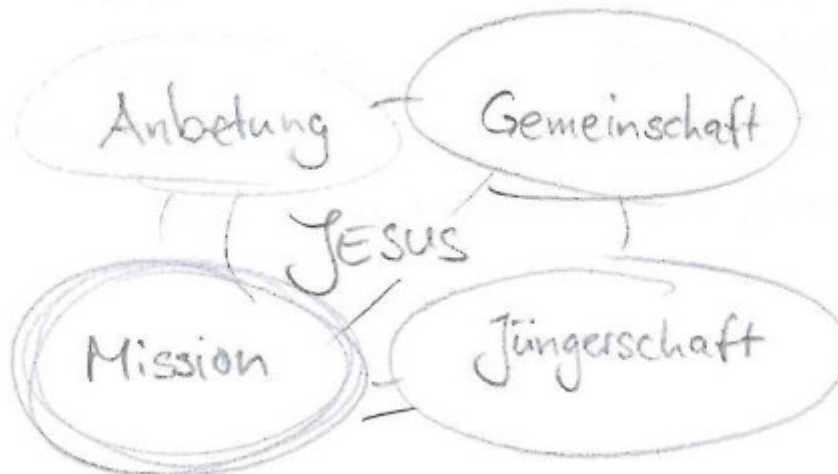 Anbetung
Gemeinschaft
JESUS
Mission
Jüngerschaft